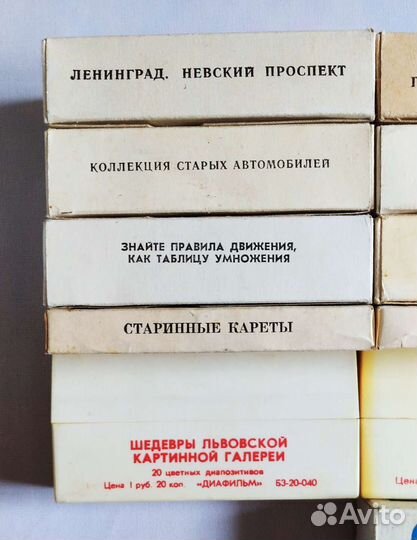 ЛЕНИНГРАД. НЕВСКИЙ ПРОСПЕКТ
КОЛЛЕКЦИЯ СТАРЫХ АВТОМОБИЛЕЙ
ЗНАЙТЕ ПРАВИЛА ДВИЖЕНИЯ,
КАК ТАБЛИЦУ УМНОЖЕНИЯ
СТАРИННЫЕ КАРЕТЫ
ШЕДЕВРЫ ЛЬВОВСКОЙ
КАРТИННОЙ ГАЛЕРЕИ
20 цветных диапозитивов
Цена 1 руб. 20 коп. «ДИАФИЛЬМ» БЗ-20-040
Avito